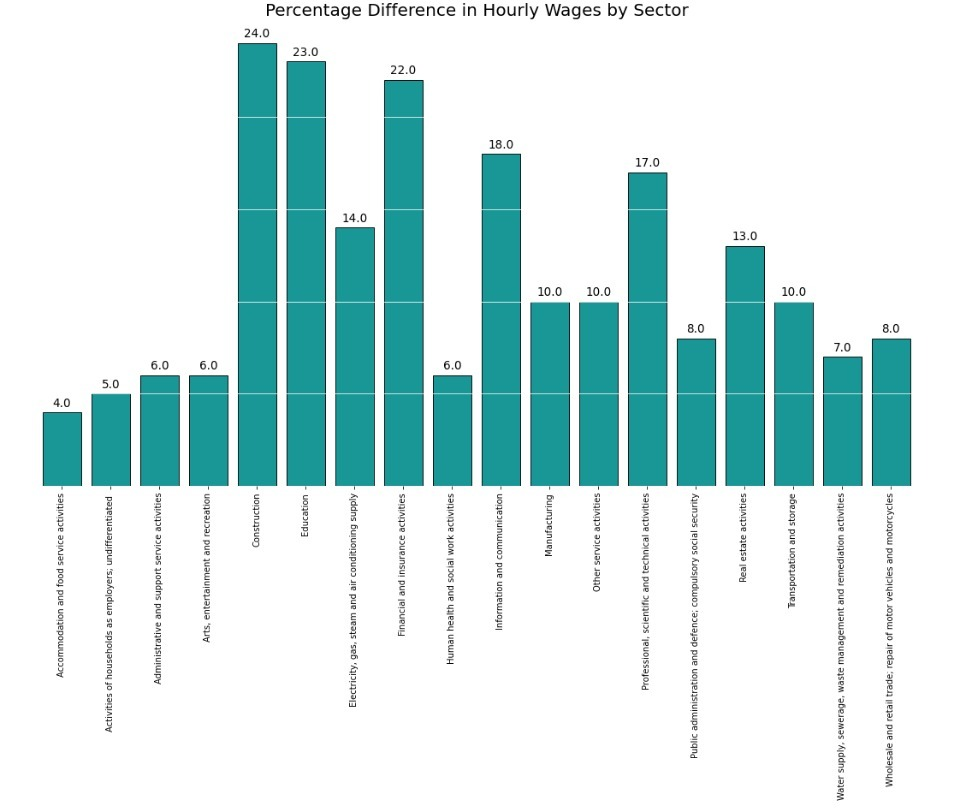 Percentage Difference in Hourly Wages by Sector
24.0
23.0
22.0
18.0
17.0
14.0
13.0
10.0
10.0
10.0
8.0
8.0
7.0
6.0
6.0
6.0
5.0
4.0
Accommodation and food service activities
Activities of households as employers; undifferentiated
Administrative and support service activities
Arts, entertainment and recreation
Construction
Education
Electricity, gas, steam and air conditioning supply
Financial and insurance activities
Human health and social work activities
Information and communication
Manufacturing
Other service activities
Professional, scientific and technical activities
Public administration and defence; compulsory social security
Real estate activities
Transportation and storage
Water supply, sewerage, waste management and remediation activities
Wholesale and retail trade; repair of motor vehicles and motorcycles